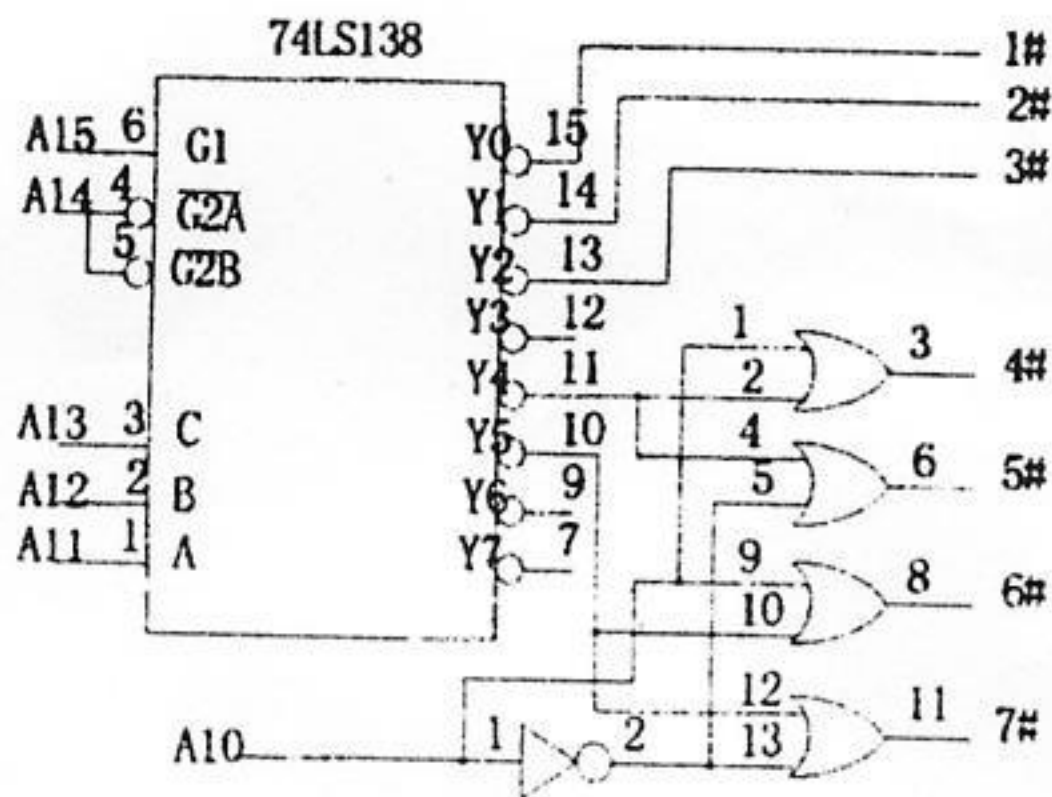 74LS138
1#
2#
3#
A15 6 G1 Y0 15
A14 4 G2A Y1 14
5 G2B Y2 13
Y3 12
1 3 4#
Y4 11 2
A13 3 C Y5 10 4 6 5#
5
A12 2 B Y6 9
A11 1 A Y7 7
9 8 6#
10
12 11 7#
A10 1 2 13